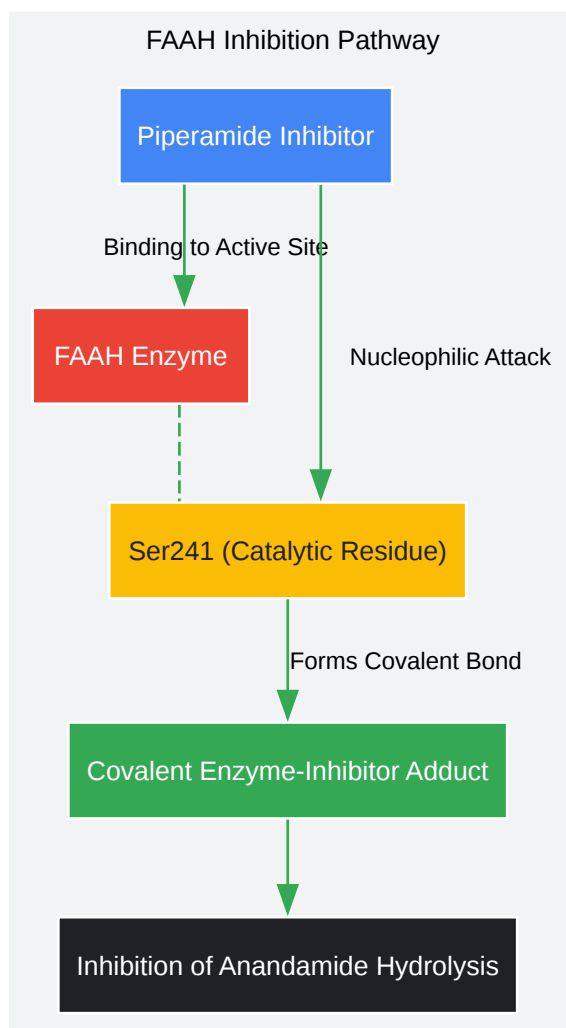 FAAH Inhibition Pathway
Piperamide Inhibitor
Binding to Active Site
FAAH Enzyme
Nucleophilic Attack
Ser241 (Catalytic Residue)
Forms Covalent Bond
Covalent Enzyme-Inhibitor Adduct
Inhibition of Anandamide Hydrolysis